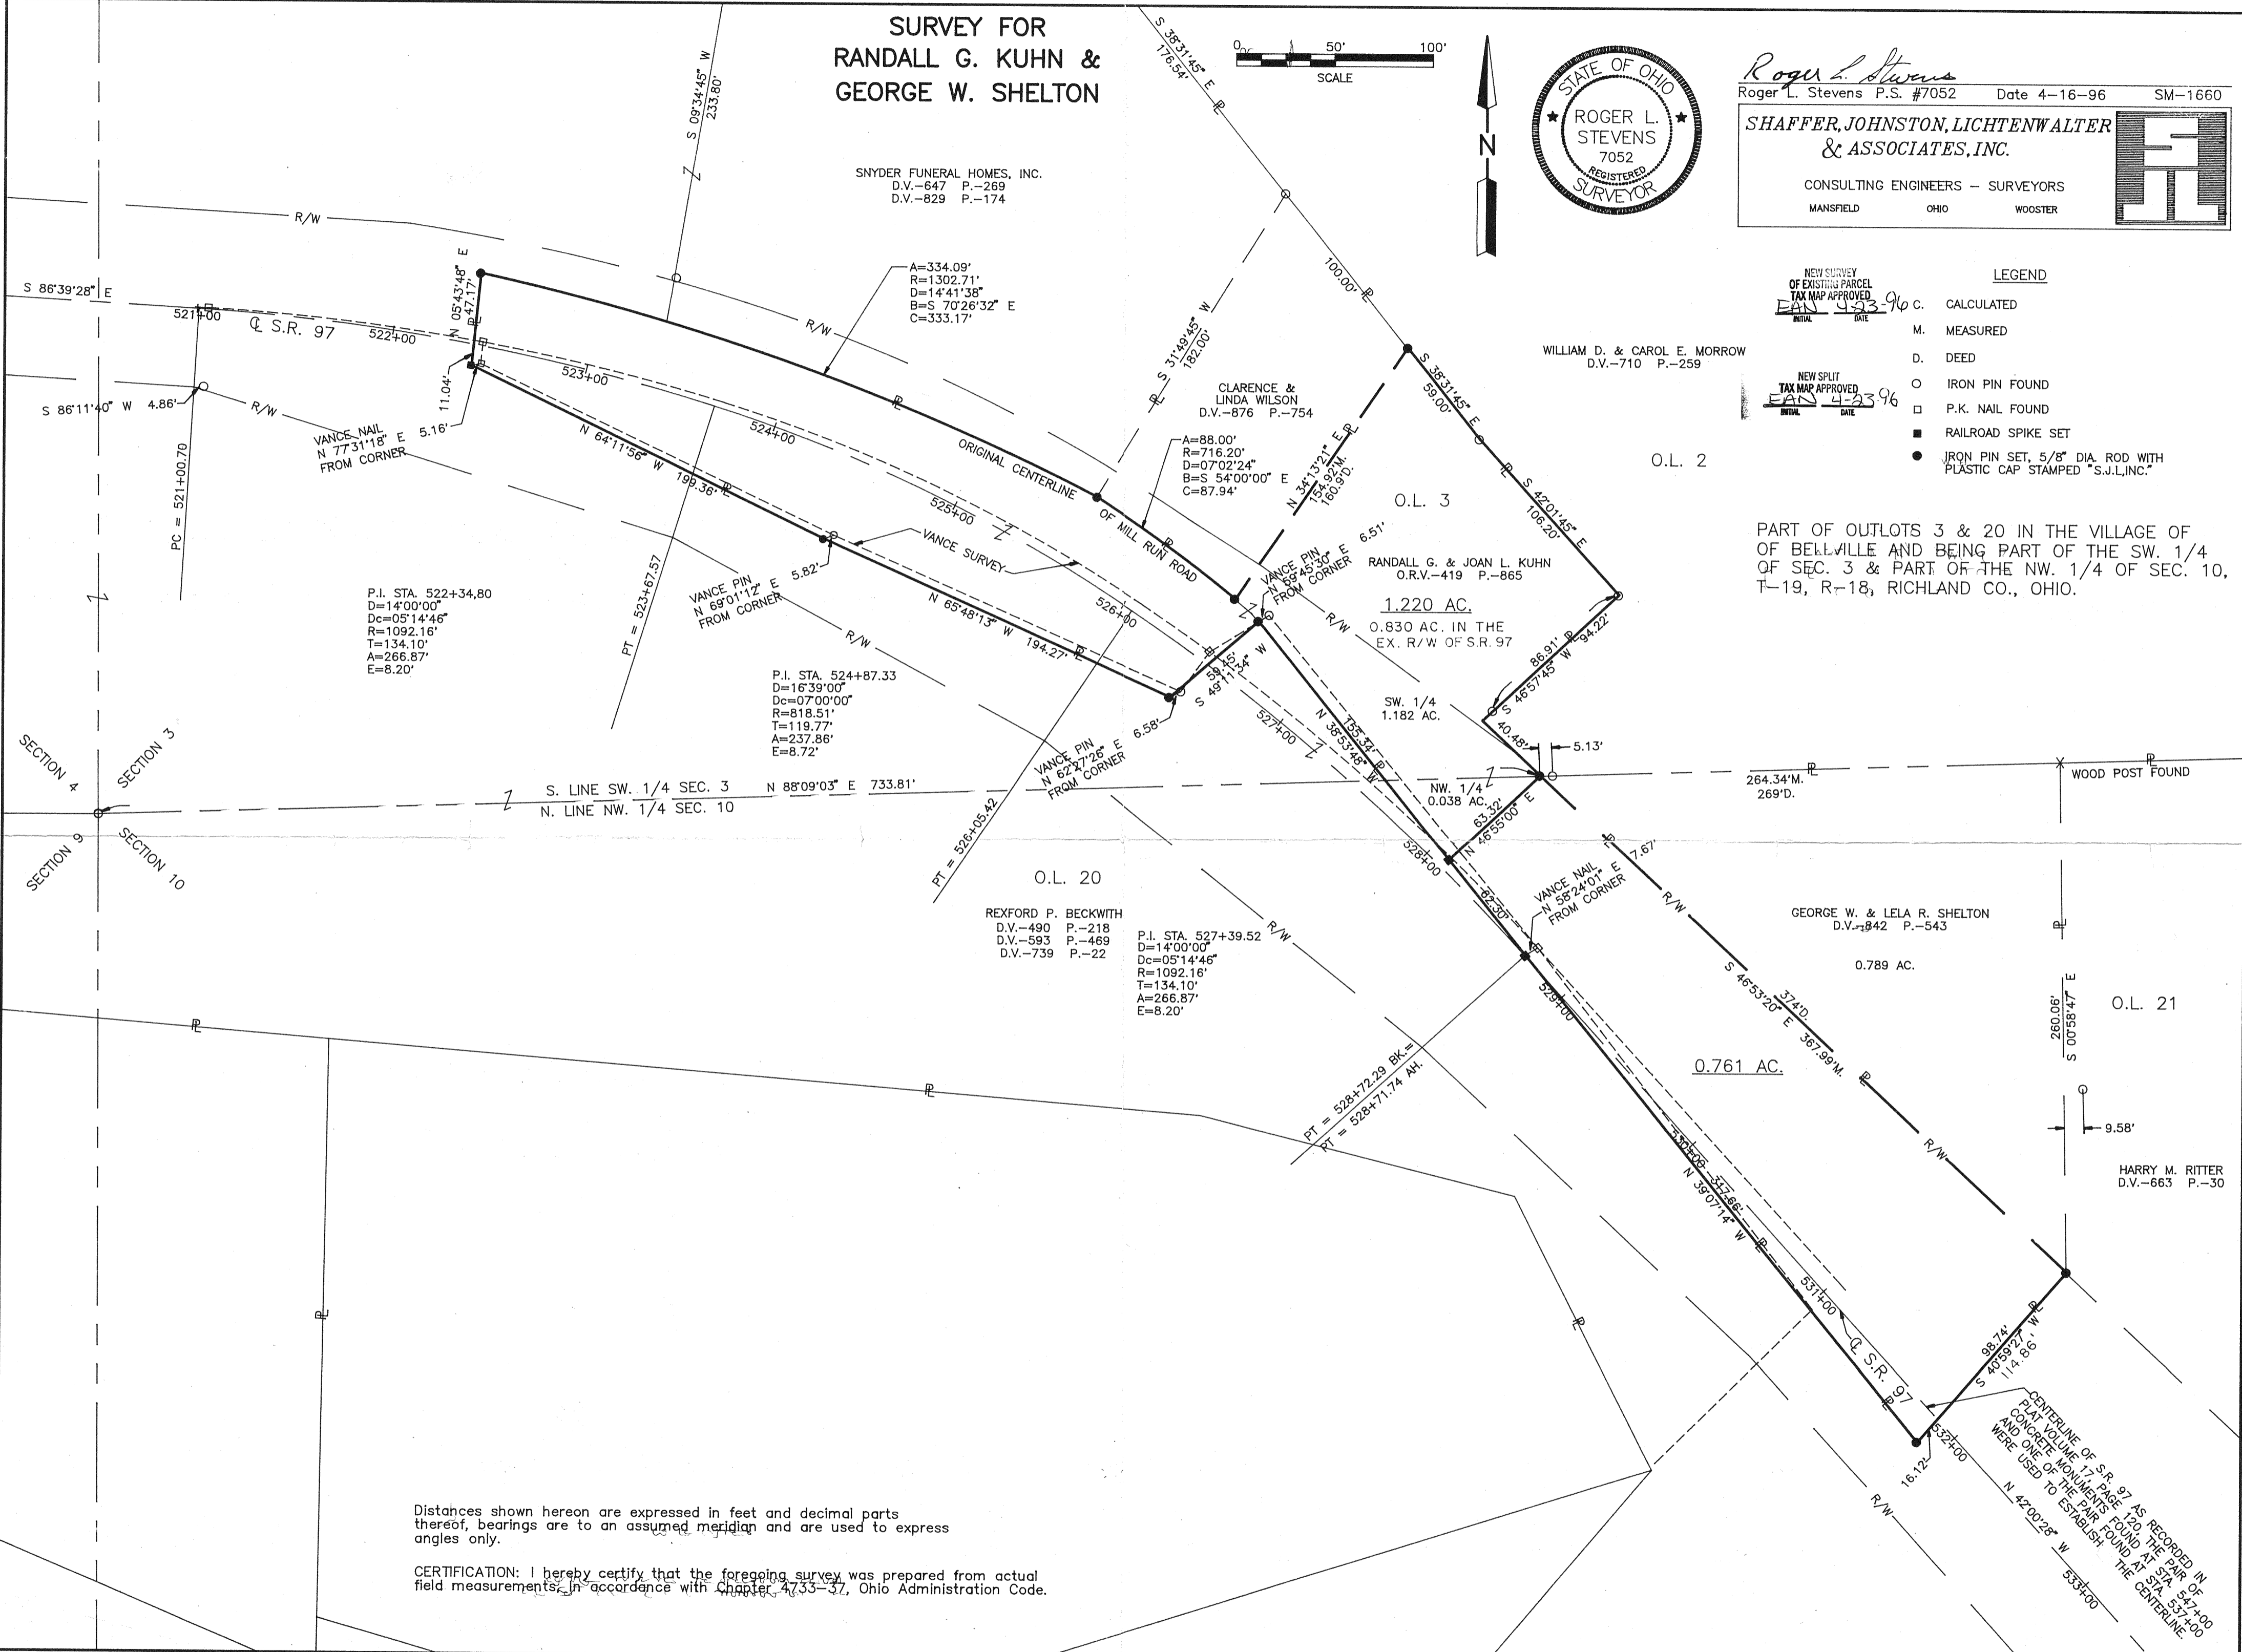 SURVEY FOR
RANDALL G. KUHN &
GEORGE W. SHELTON
0
50'
100'
SCALE
N
STATE OF OHIO
ROGER L.
STEVENS
7052
REGISTERED
SURVEYOR
Roger L. Stevens
Roger L. Stevens P.S. #7052 Date 4-16-96 SM-1660
SHAFFER, JOHNSTON, LICHTENWALTER
& ASSOCIATES, INC.
CONSULTING ENGINEERS - SURVEYORS
MANSFIELD OHIO WOOSTER
SJL
NEW SURVEY
OF EXISTING PARCEL
TAX MAP APPROVED
EAN 4-23-96
INITIAL DATE
NEW SPLIT
TAX MAP APPROVED
EAN 4-23-96
INITIAL DATE
LEGEND
C. CALCULATED
M. MEASURED
D. DEED
IRON PIN FOUND
P.K. NAIL FOUND
RAILROAD SPIKE SET
IRON PIN SET, 5/8" DIA. ROD WITH
PLASTIC CAP STAMPED "S.J.L,INC."
PART OF OUTLOTS 3 & 20 IN THE VILLAGE OF
OF BELLVILLE AND BEING PART OF THE SW. 1/4
OF SEC. 3 & PART OF THE NW. 1/4 OF SEC. 10,
T-19, R-18, RICHLAND CO., OHIO.
S 09°34'45" W
233.80'
S 38°31'45" E
176.54'
SNYDER FUNERAL HOMES, INC.
D.V.-647 P.-269
D.V.-829 P.-174
R/W
S 86°39'28" E
521+00
℄ S.R. 97
522+00
N 05°43'48" E
47.17'
A=334.09'
R=1302.71'
D=14°41'38"
B=S 70°26'32" E
C=333.17'
R/W
S 31°49'45" W
182.00'
100.00'
CLARENCE &
LINDA WILSON
D.V.-876 P.-754
WILLIAM D. & CAROL E. MORROW
D.V.-710 P.-259
S 38°31'45" E
59.00'
O.L. 2
S 86°11'40" W 4.86'
R/W
11.04'
VANCE NAIL
N 77°31'18" E 5.16'
FROM CORNER
523+00
524+00
525+00
526+00
N 64°11'56" W 199.36'
ORIGINAL CENTERLINE
OF MILL RUN ROAD
A=88.00'
R=716.20'
D=07°02'24"
B=S 54°00'00" E
C=87.94'
N 34°13'21" E
154.92'M.
160.9'D.
O.L. 3
S 42°01'45" E
106.20'
PC = 521+00.70
VANCE SURVEY
PT = 523+67.57
VANCE PIN
N 69°01'12" E 5.82'
FROM CORNER
N 65°48'13" W 194.27'
R/W
VANCE PIN
N 59°45'30" E 6.51'
FROM CORNER
RANDALL G. & JOAN L. KUHN
O.R.V.-419 P.-865
1.220 AC.
0.830 AC. IN THE
EX. R/W OF S.R. 97
R/W
86.91'
S 46°57'45" W 94.22'
P.I. STA. 522+34,80
D=14°00'00"
Dc=05°14'46"
R=1092.16'
T=134.10'
A=266.87'
E=8.20'
P.I. STA. 524+87.33
D=16°39'00"
Dc=07°00'00"
R=818.51'
T=119.77'
A=237.86'
E=8.72'
59.45'
S 49°11'34" W
VANCE PIN
N 62°27'26" E 6.58'
FROM CORNER
527+00
155.34'
N 38°53'48" W
SW. 1/4
1.182 AC.
40.48'
5.13'
SECTION 4
SECTION 3
SECTION 9
SECTION 10
S. LINE SW. 1/4 SEC. 3 N 88°09'03" E 733.81'
N. LINE NW. 1/4 SEC. 10
NW. 1/4
0.038 AC.
264.34'M.
269'D.
WOOD POST FOUND
PT = 526+05.42
63.32'
N 46°55'00" E
528+00
O.L. 20
REXFORD P. BECKWITH
D.V.-490 P.-218
D.V.-593 P.-469
D.V.-739 P.-22
P.I. STA. 527+39.52
D=14°00'00"
Dc=05°14'46"
R=1092.16'
T=134.10'
A=266.87'
E=8.20'
R/W
62.30'
VANCE NAIL
N 58°24'01" E 7.67'
FROM CORNER
R/W
GEORGE W. & LELA R. SHELTON
D.V.-842 P.-543
0.789 AC.
529+00
374'D.
S 46°53'20" E 367.99'M.
260.06'
S 00°58'47" E
O.L. 21
0.761 AC.
PT = 528+72.29 BK.=
PT = 528+71.74 AH.
9.58'
R/W
HARRY M. RITTER
D.V.-663 P.-30
530+00
317.66'
N 39°07'14" W
531+00
℄ S.R. 97
98.74'
S 40°59'27" W
114.86'
532+00
16.12'
R/W
N 42°00'28" W
533+00
CENTERLINE OF S.R. 97 AS RECORDED IN
PLAT VOLUME 17, PAGE 120. THE PAIR OF
CONCRETE MONUMENTS FOUND AT STA. 547+00
AND ONE OF THE PAIR FOUND AT STA. 537+00
WERE USED TO ESTABLISH THE CENTERLINE.
Distances shown hereon are expressed in feet and decimal parts
thereof, bearings are to an assumed meridian and are used to express
angles only.
CERTIFICATION: I hereby certify that the foregoing survey was prepared from actual
field measurements, in accordance with Chapter 4733-37, Ohio Administration Code.